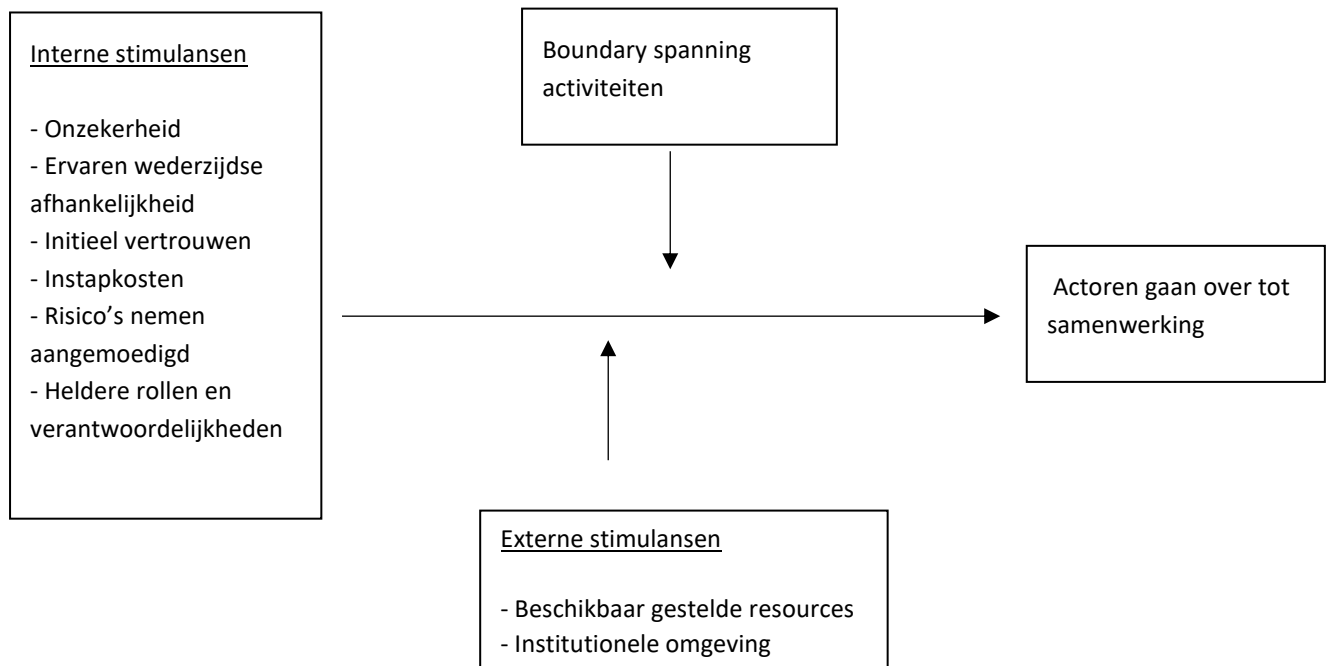 Interne stimulansen
- Onzekerheid
- Ervaren wederzijdse
afhankelijkheid
- Initieel vertrouwen
- Instapkosten
- Risico’s nemen
aangemoedigd
- Heldere rollen en
verantwoordelijkheden
Boundary spanning
activiteiten
Actoren gaan over tot
samenwerking
Externe stimulansen
- Beschikbaar gestelde resources
- Institutionele omgeving